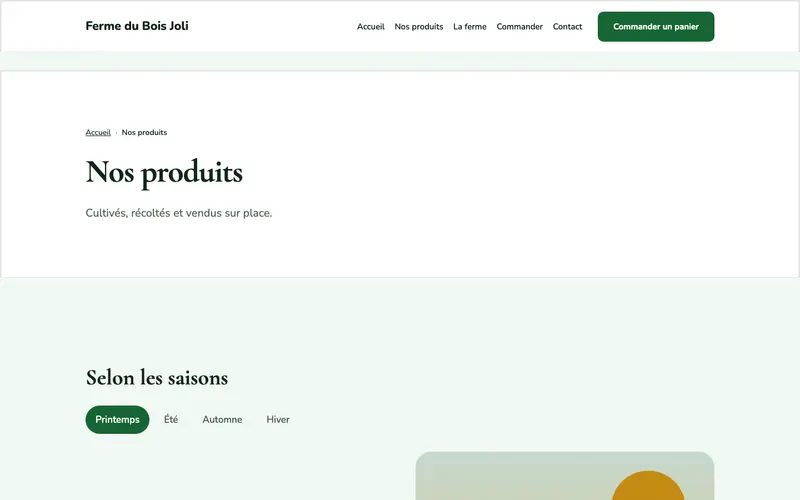 Ferme du Bois Joli
Accueil Nos produits La ferme Commander Contact Commander un panier
Accueil · Nos produits
Nos produits
Cultivés, récoltés et vendus sur place.
Selon les saisons
Printemps Été Automne Hiver